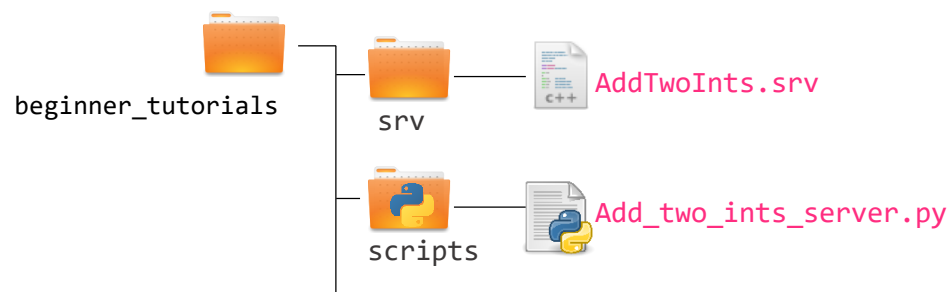 beginner_tutorials
srv
AddTwoInts.srv
C++
scripts
Add_two_ints_server.py